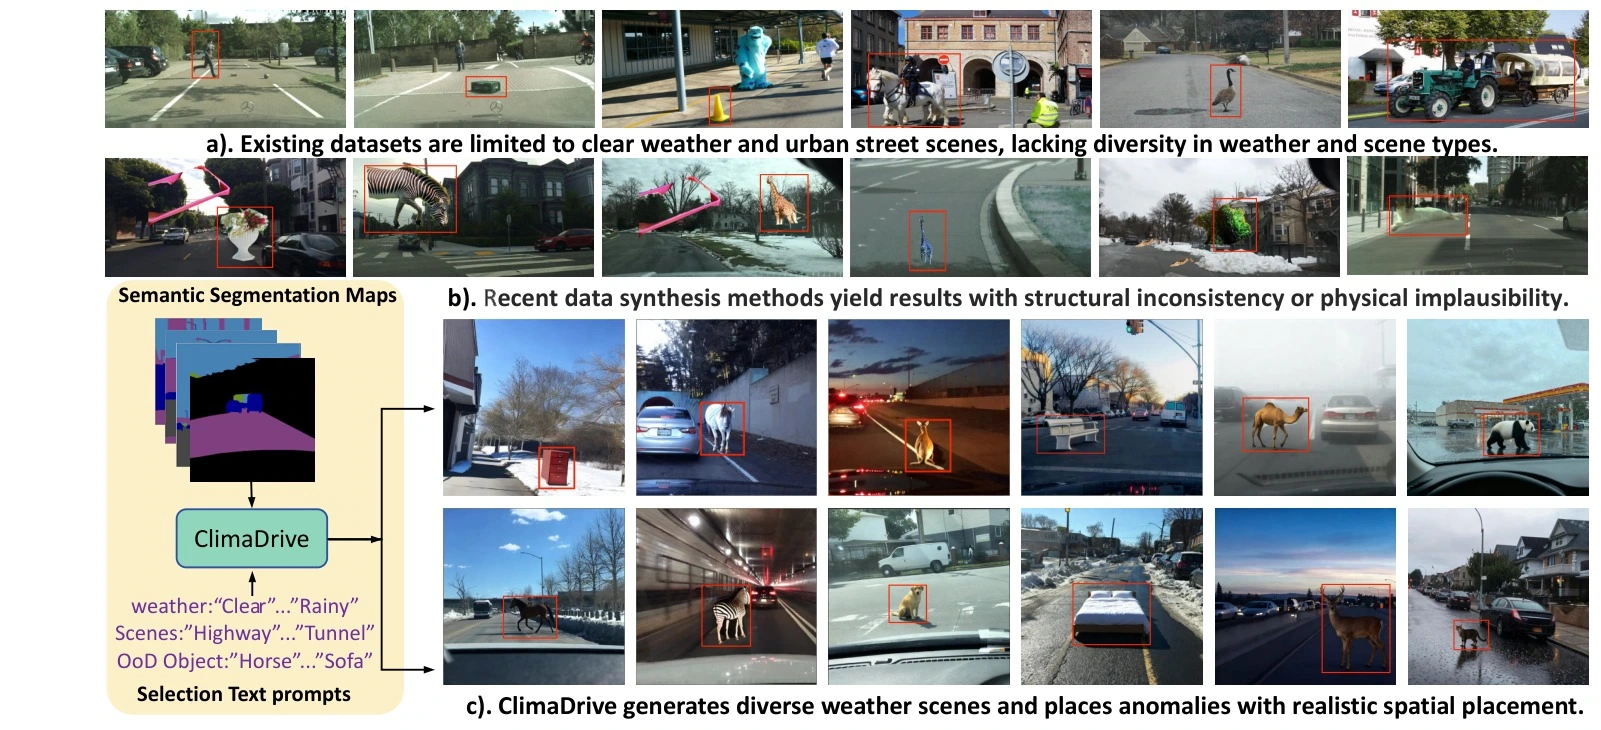 a). Existing datasets are limited to clear weather and urban street scenes, lacking diversity in weather and scene types.
b). Recent data synthesis methods yield results with structural inconsistency or physical implausibility.
Semantic Segmentation Maps
ClimaDrive
weather:“Clear”...”Rainy”
Scenes:”Highway”...”Tunnel”
OoD Object:”Horse”...”Sofa”
Selection Text prompts
c). ClimaDrive generates diverse weather scenes and places anomalies with realistic spatial placement.